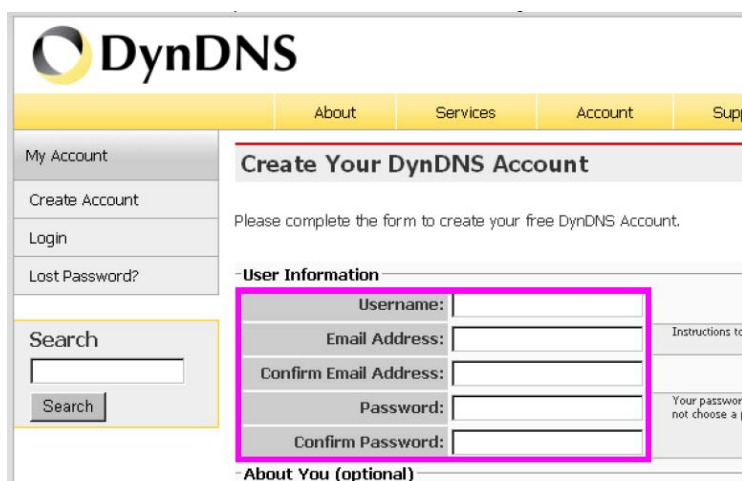 DynDNS
About Services Account
My Account
Create Account
Login
Lost Password?
Search
Search
Create Your DynDNS Account
Please complete the form to create your free DynDNS Account.
User Information
Username:
Email Address:
Instructions to
Confirm Email Address:
Password:
Your passwor
not choose a
Confirm Password:
About You (optional)